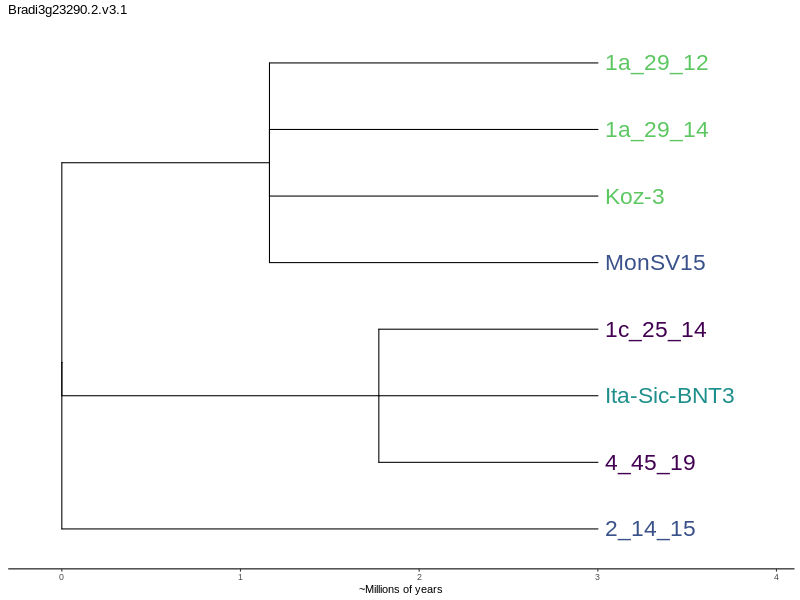 Bradi3g23290.2.v3.1
1a_29_12
1a_29_14
Koz-3
MonSV15
1c_25_14
Ita-Sic-BNT3
4_45_19
2_14_15
0 1 2 3 4
~Millions of years